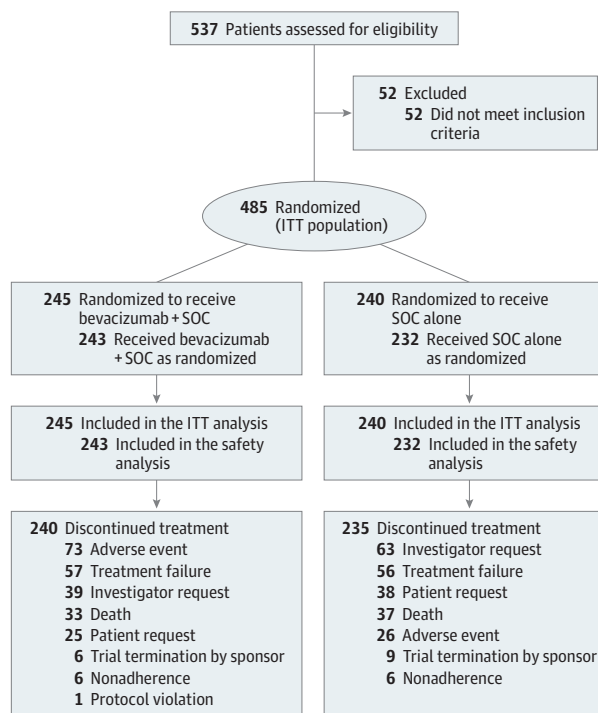 537 Patients assessed for eligibility
52 Excluded
52 Did not meet inclusion
criteria
485 Randomized
(ITT population)
245 Randomized to receive
bevacizumab + SOC
243 Received bevacizumab
+ SOC as randomized
240 Randomized to receive
SOC alone
232 Received SOC alone
as randomized
245 Included in the ITT analysis
243 Included in the safety
analysis
240 Included in the ITT analysis
232 Included in the safety
analysis
240 Discontinued treatment
73 Adverse event
57 Treatment failure
39 Investigator request
33 Death
25 Patient request
6 Trial termination by sponsor
6 Nonadherence
1 Protocol violation
235 Discontinued treatment
63 Investigator request
56 Treatment failure
38 Patient request
37 Death
26 Adverse event
9 Trial termination by sponsor
6 Nonadherence